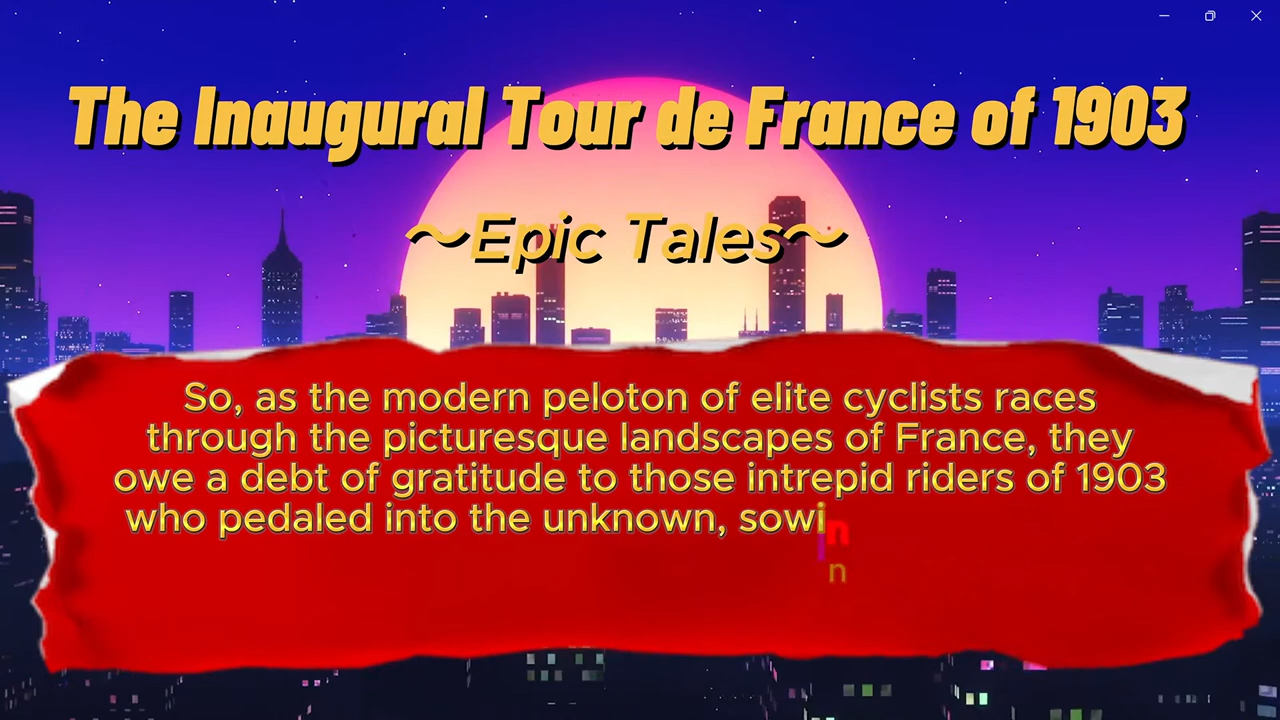 The Inaugural Tour de France of 1903
~Epic Tales~
So, as the modern peloton of elite cyclists races
through the picturesque landscapes of France, they
owe a debt of gratitude to those intrepid riders of 1903
who pedaled into the unknown, sowin